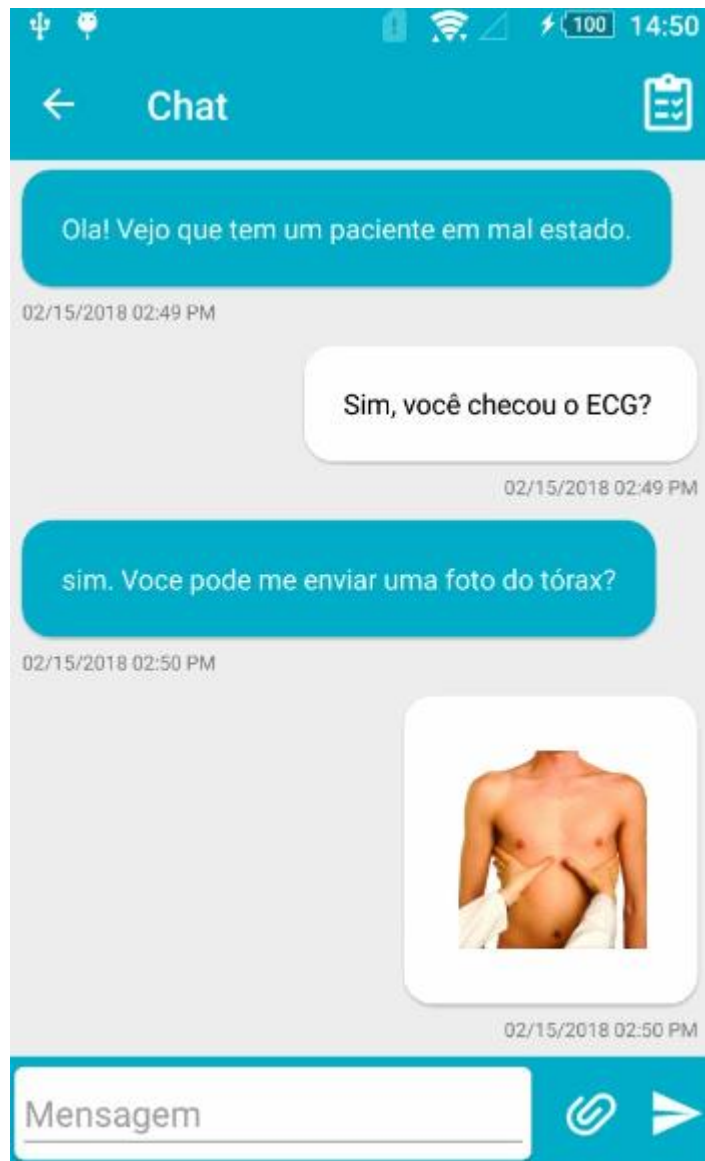 100 14:50
Chat
Ola! Vejo que tem um paciente em mal estado.
02/15/2018 02:49 PM
Sim, você checou o ECG?
02/15/2018 02:49 PM
sim. Voce pode me enviar uma foto do tórax?
02/15/2018 02:50 PM
02/15/2018 02:50 PM
Mensagem